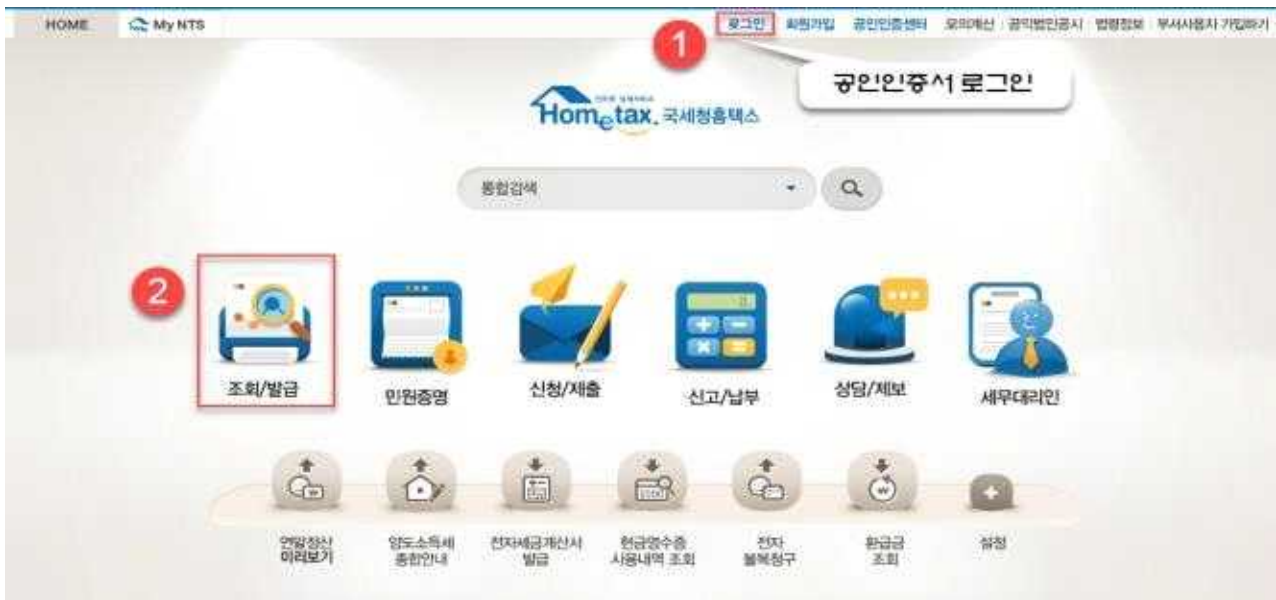 HOME
My NTS
로그인
회원가입
공인인증센터
모의계산
공익법인공시
법령정보
부서사용자 가입하기
1
공인인증서 로그인
Hometax. 국세청홈택스
통합검색
2
조회/발급
민원증명
신청/제출
신고/납부
상담/제보
세무대리인
연말정산
미리보기
양도소득세
종합안내
전자세금계산서
발급
현금영수증
사용내역 조회
전자
불복청구
환급금
조회
설정